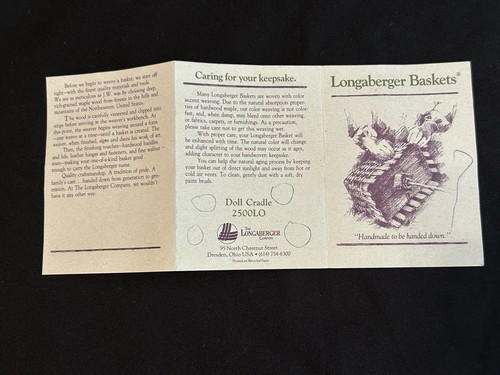 Before we begin to weave a basket, we start off
right—with the finest quality materials and tools.
We are as meticulous as J.W. was by choosing deep,
rich-grained maple wood from forests in the hills and
mountains of the Northeastern, United States.
The wood is carefully veneered and clipped into
strips before arriving at the weaver's workbench. At
this point, the weaver begins weaving around a form
—one weave at a time—until a basket is created. The
weaver, when finished, signs and dates his work of art.
Then, the finishing touches—hardwood handles
and lids, leather hinges and fasteners, and fine walled
nails—making your one-of-a-kind basket good
enough to carry the Longaberger name.
Quality craftsmanship. A tradition of pride. A
family's care. ...handed down from generation to gen-
eration. At The Longaberger Company, we wouldn't
have it any other way.
Caring for your keepsake.
Many Longaberger Baskets are woven with color
accent weaving. Due to the natural absorption proper-
ties of hardwood maple, our color weaving is not color-
fast, and, when damp, may bleed onto other weaving,
or fabrics, carpets, or furnishings. As a precaution,
please take care not to get this weaving wet.
With proper care, your Longaberger Basket will
be enhanced with time. The natural color will change
and slight splitting of the wood may occur as it ages,
adding character to your handwoven keepsake.
You can help the natural aging process by keeping
your basket out of direct sunlight and away from hot
or cold air vents. To clean, gently dust with a soft, dry
paint brush.
Doll Cradle
2500LO
The
LONGABERGER
Company
95 North Chestnut Street
Dresden, Ohio USA • (614) 754-6300
Printed on Recycled Paper
Longaberger Baskets®
"Handmade to be handed down."